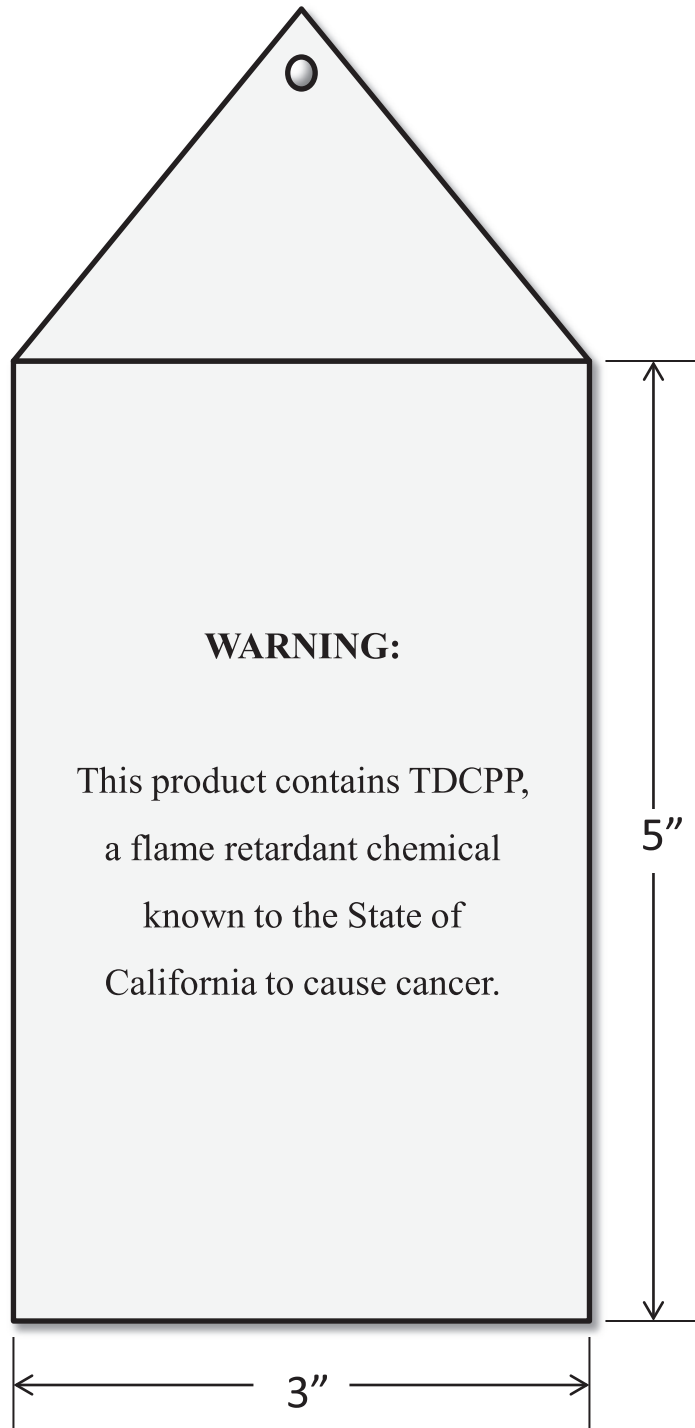 WARNING:
This product contains TDCPP,
a flame retardant chemical
known to the State of
California to cause cancer.
5”
3”